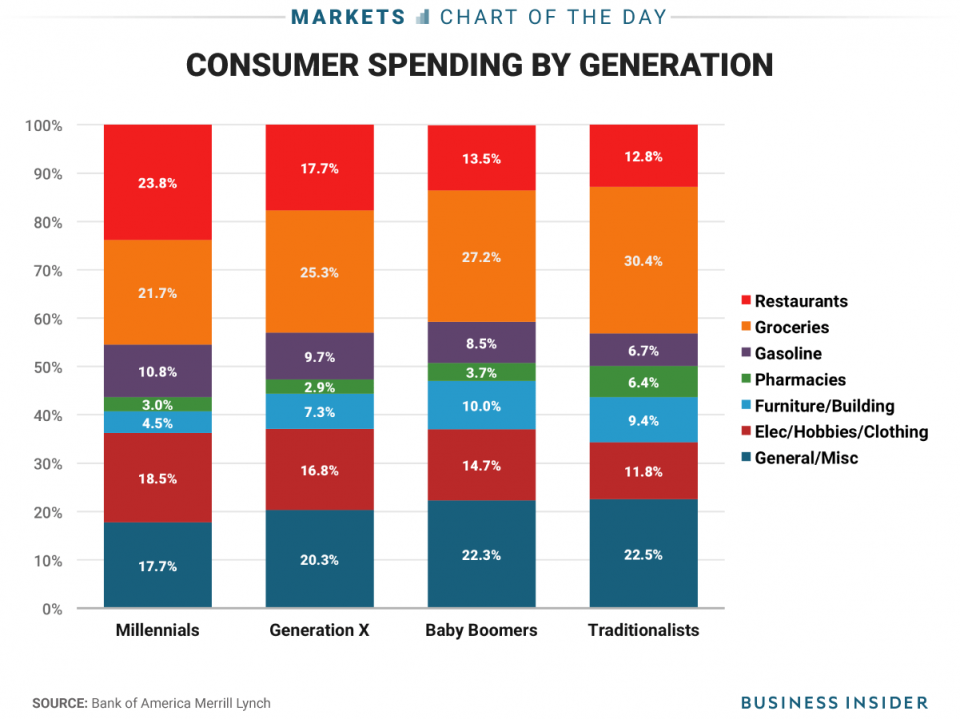 MARKETS CHART OF THE DAY
CONSUMER SPENDING BY GENERATION
100%
90%
80%
70%
60%
50%
40%
30%
20%
10%
0%
23.8%
21.7%
10.8%
3.0%
4.5%
18.5%
17.7%
17.7%
25.3%
9.7%
2.9%
7.3%
16.8%
20.3%
13.5%
27.2%
8.5%
3.7%
10.0%
14.7%
22.3%
12.8%
30.4%
6.7%
6.4%
9.4%
11.8%
22.5%
Millennials
Generation X
Baby Boomers
Traditionalists
Restaurants
Groceries
Gasoline
Pharmacies
Furniture/Building
Elec/Hobbies/Clothing
General/Misc
SOURCE: Bank of America Merrill Lynch
BUSINESS INSIDER